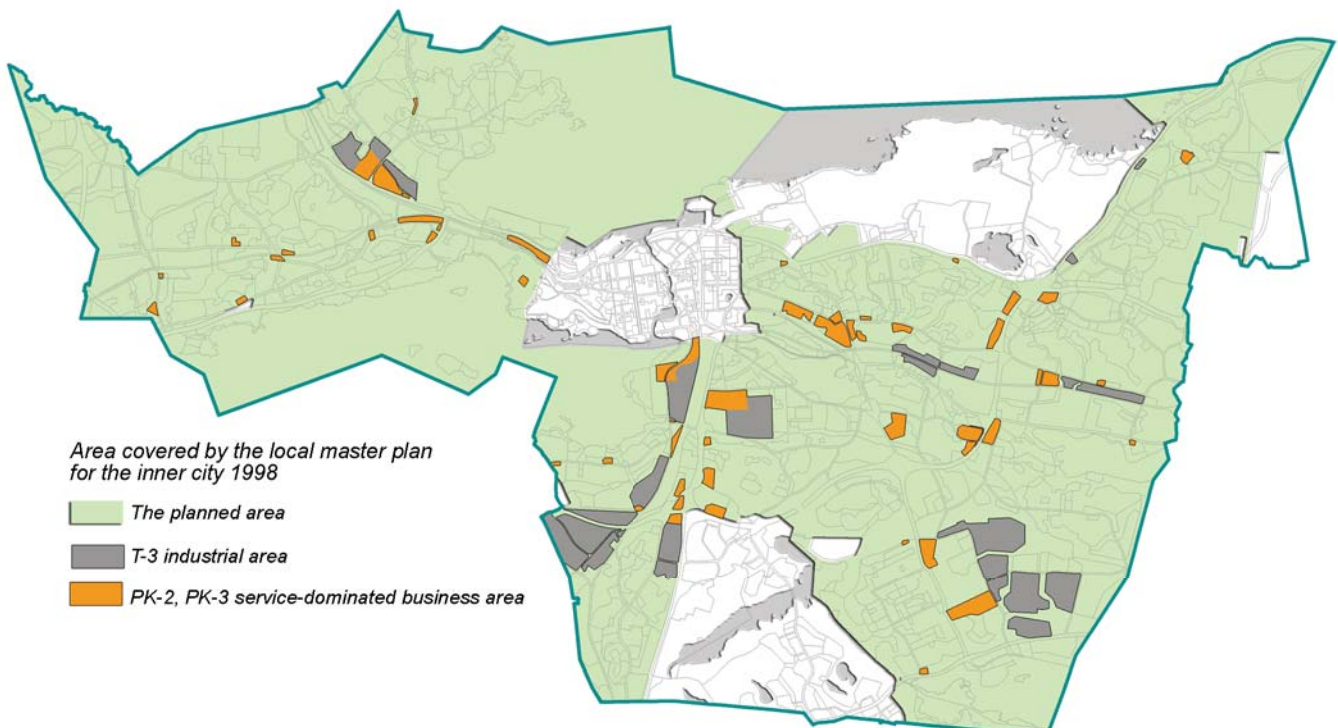 Area covered by the local master plan
for the inner city 1998
The planned area
T-3 industrial area
PK-2, PK-3 service-dominated business area